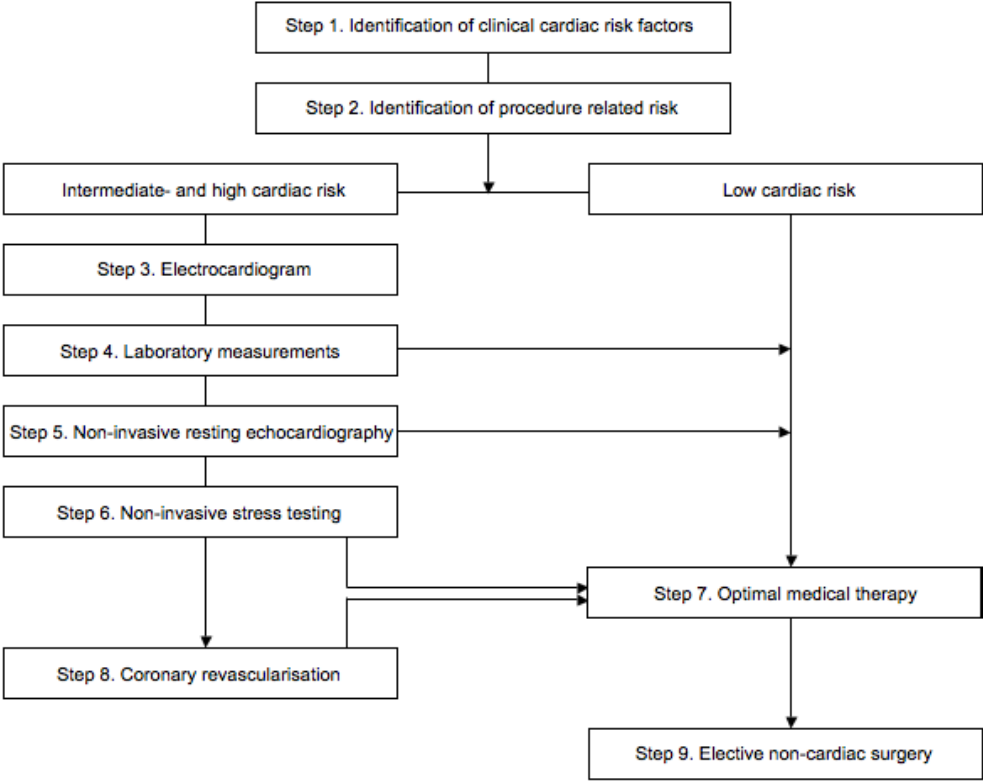 Step 1. Identification of clinical cardiac risk factors
Step 2. Identification of procedure related risk
Intermediate- and high cardiac risk
Low cardiac risk
Step 3. Electrocardiogram
Step 4. Laboratory measurements
Step 5. Non-invasive resting echocardiography
Step 6. Non-invasive stress testing
Step 7. Optimal medical therapy
Step 8. Coronary revascularisation
Step 9. Elective non-cardiac surgery